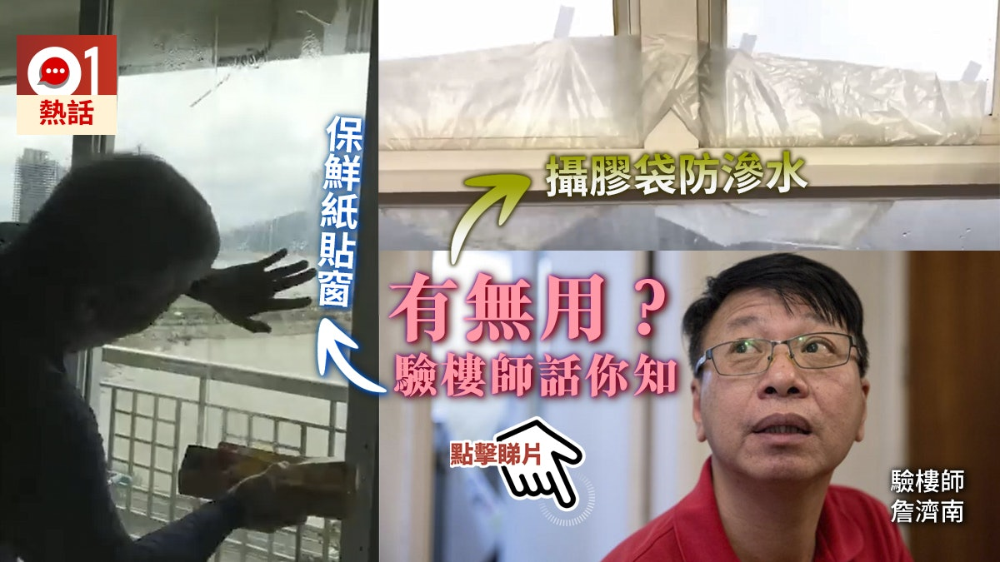 01
熱話
保鮮紙貼窗
攝膠袋防滲水
有無用？
驗樓師話你知
點擊睇片
驗樓師
詹濟南